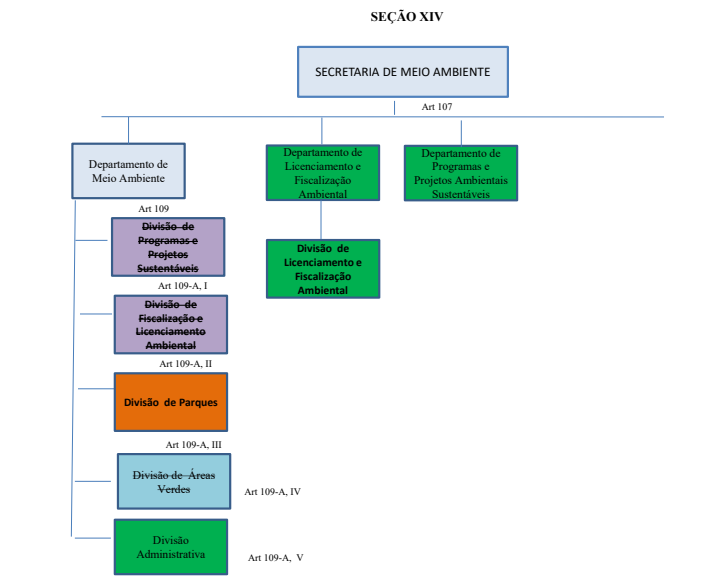 SEÇÃO XIV
SECRETARIA DE MEIO AMBIENTE
Art 107
Departamento de
Meio Ambiente
Departamento de
Licenciamento e
Fiscalização
Ambiental
Departamento de
Programas e
Projetos Ambientais
Sustentáveis
Art 109
Divisão de
Programas e
Projetos
Sustentáveis
Divisão de
Licenciamento e
Fiscalização
Ambiental
Art 109-A, I
Divisão de
Fiscalização e
Licenciamento
Ambiental
Art 109-A, II
Divisão de Parques
Art 109-A, III
Divisão de Áreas
Verdes
Art 109-A, IV
Divisão
Administrativa
Art 109-A, V